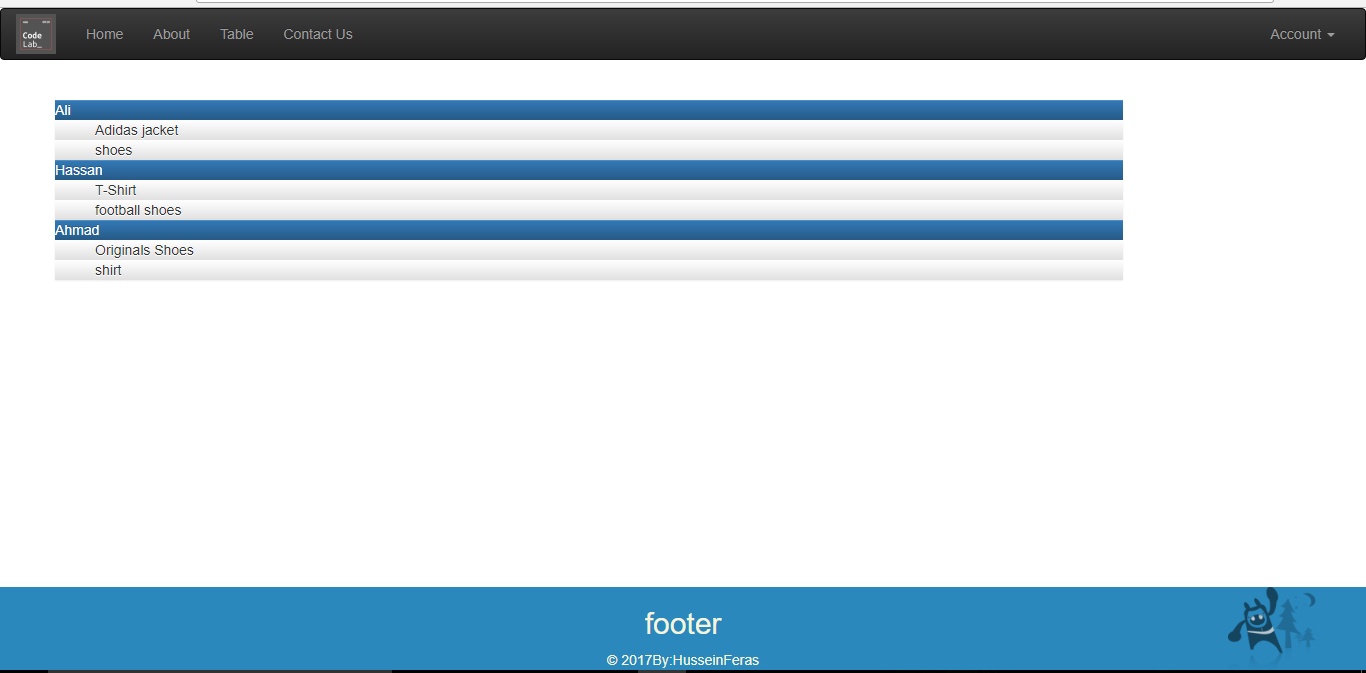 Code
Lab_
Home About Table Contact Us Account
Ali
Adidas jacket
shoes
Hassan
T-Shirt
football shoes
Ahmad
Originals Shoes
shirt
footer
© 2017By:HusseinFeras